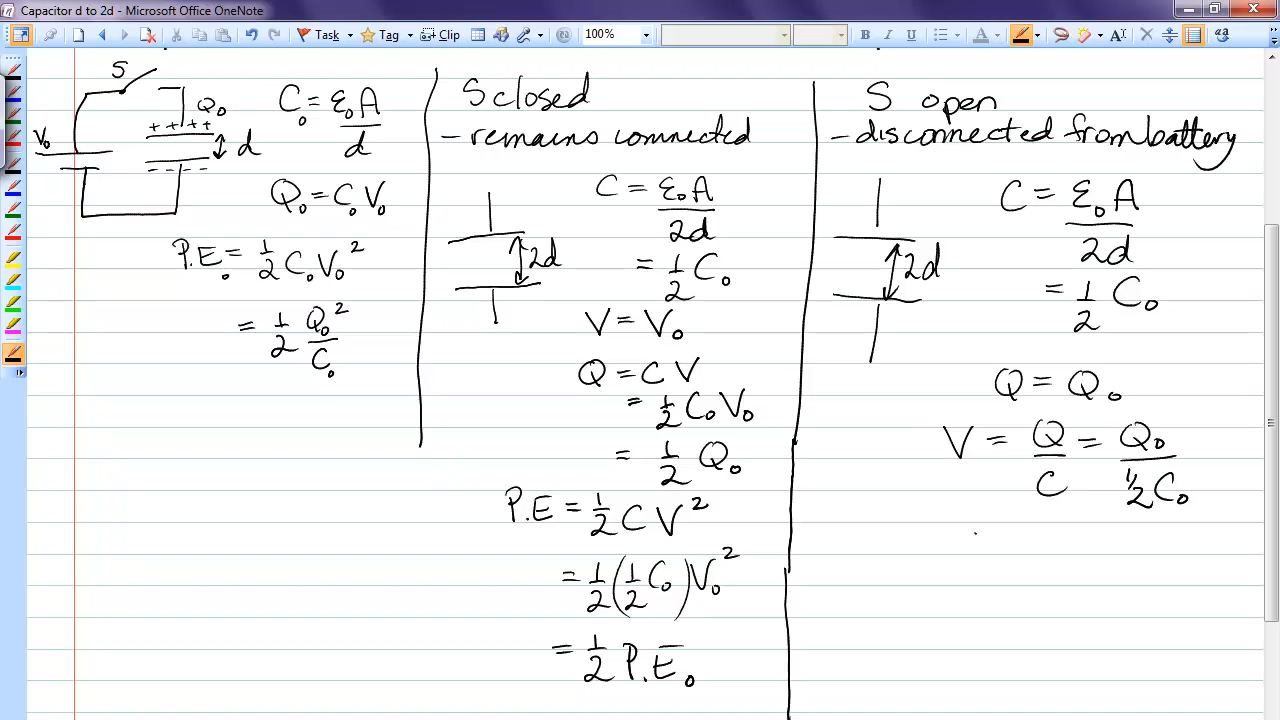 Capacitor d to 2d - Microsoft Office OneNote
Task
Tag
Clip
100%
B I U
A
S
V₀
Q₀
+ + + +
d
- - - -
C₀ = ε₀A / d
Q₀ = C₀V₀
P.E₀ = 1/2 C₀V₀²
= 1/2 Q₀² / C₀
S closed
- remains connected
2d
C = ε₀A / 2d
= 1/2 C₀
V = V₀
Q = CV
= 1/2 C₀V₀
= 1/2 Q₀
P.E = 1/2 CV²
= 1/2 (1/2 C₀) V₀²
= 1/2 P.E₀
S open
- disconnected from battery
2d
C = ε₀A / 2d
= 1/2 C₀
Q = Q₀
V = Q / C = Q₀ / 1/2 C₀